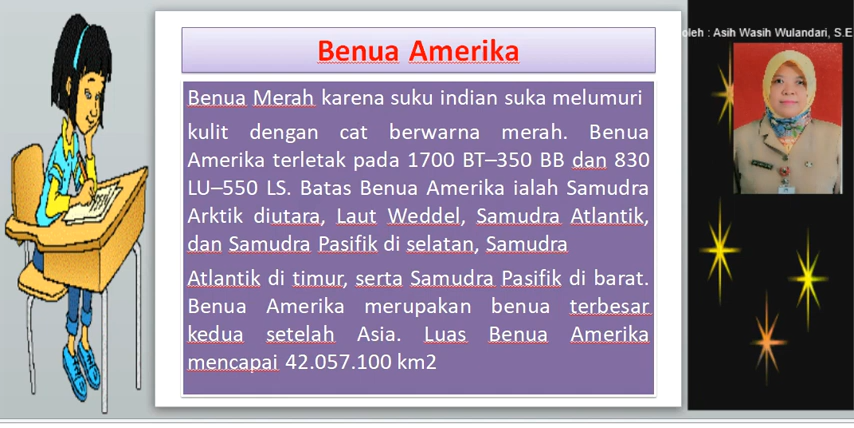 Benua Amerika
oleh : Asih Wasih Wulandari, S.E
Benua Merah karena suku indian suka melumuri
kulit dengan cat berwarna merah. Benua
Amerika terletak pada 1700 BT–350 BB dan 830
LU–550 LS. Batas Benua Amerika ialah Samudra
Arktik diutara, Laut Weddel, Samudra Atlantik,
dan Samudra Pasifik di selatan, Samudra
Atlantik di timur, serta Samudra Pasifik di barat.
Benua Amerika merupakan benua terbesar
kedua setelah Asia. Luas Benua Amerika
mencapai 42.057.100 km2